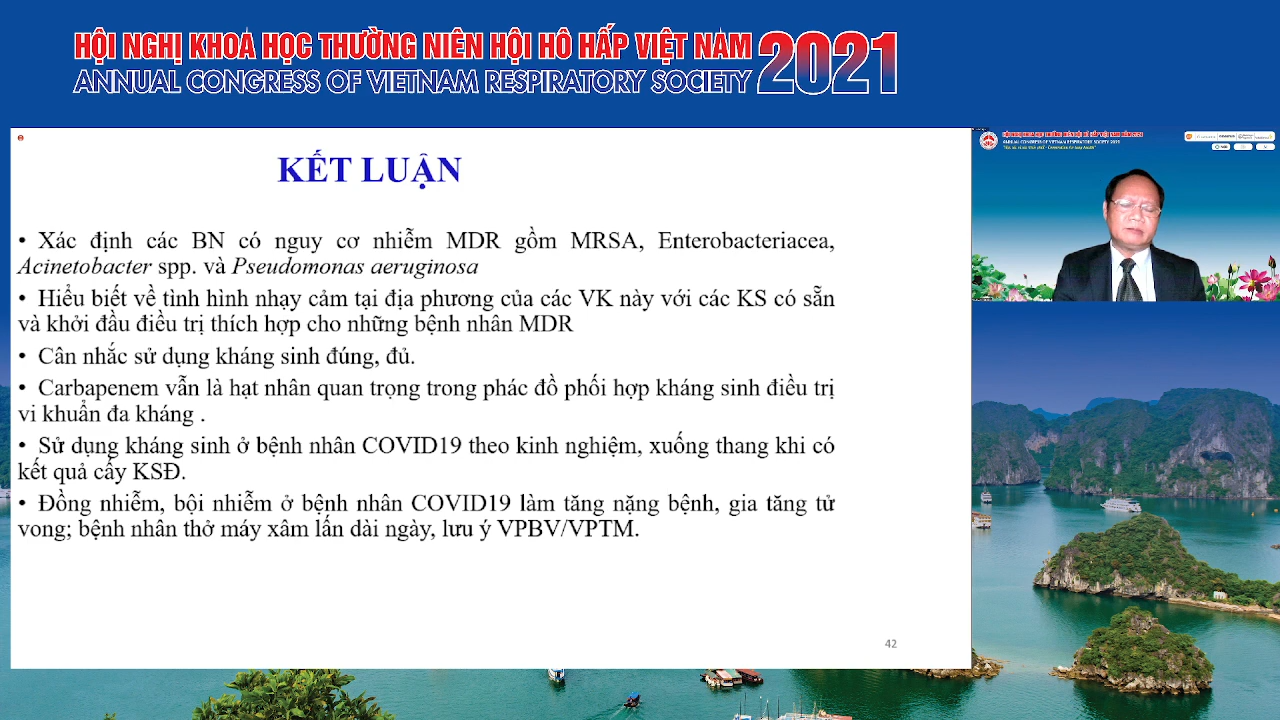 HỘI NGHỊ KHOA HỌC THƯỜNG NIÊN HỘI HÔ HẤP VIỆT NAM 2021
ANNUAL CONGRESS OF VIETNAM RESPIRATORY SOCIETY
KẾT LUẬN
• Xác định các BN có nguy cơ nhiễm MDR gồm MRSA, Enterobacteriacea,
Acinetobacter spp. và Pseudomonas aeruginosa
• Hiểu biết về tình hình nhạy cảm tại địa phương của các VK này với các KS có sẵn
và khởi đầu điều trị thích hợp cho những bệnh nhân MDR
• Cân nhắc sử dụng kháng sinh đúng, đủ.
• Carbapenem vẫn là hạt nhân quan trọng trong phác đồ phối hợp kháng sinh điều trị
vi khuẩn đa kháng .
• Sử dụng kháng sinh ở bệnh nhân COVID19 theo kinh nghiệm, xuống thang khi có
kết quả cấy KSĐ.
• Đồng nhiễm, bội nhiễm ở bệnh nhân COVID19 làm tăng nặng bệnh, gia tăng tử
vong; bệnh nhân thở máy xâm lấn dài ngày, lưu ý VPBV/VPTM.
42
ANNUAL CONGRESS OF VIETNAM RESPIRATORY SOCIETY 2021